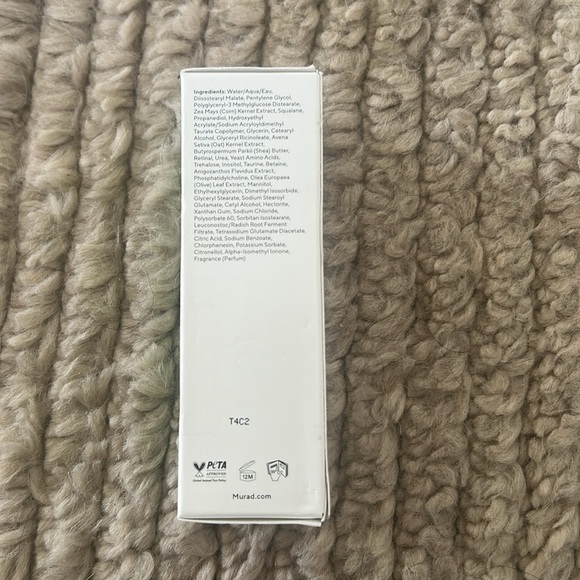 Ingredients: Water/Aqua/Eau,
Diisostearyl Malate, Pentylene Glycol,
Polyglyceryl-3 Methylglucose Distearate,
Zea Mays (Corn) Kernel Extract, Squalane,
Propanediol, Hydroxyethyl
Acrylate/Sodium Acryloyldimethyl
Taurate Copolymer, Glycerin, Cetearyl
Alcohol, Glyceryl Ricinoleate, Avena
Sativa (Oat) Kernel Extract,
Butyrospermum Parkii (Shea) Butter,
Retinal, Urea, Yeast Amino Acids,
Trehalose, Inositol, Taurine, Betaine,
Anigozanthos Flavidus Extract,
Phosphatidylcholine, Olea Europaea
(Olive) Leaf Extract, Mannitol,
Ethylhexylglycerin, Dimethyl Isosorbide,
Glyceryl Stearate, Sodium Stearoyl
Glutamate, Cetyl Alcohol, Hectorite,
Xanthan Gum, Sodium Chloride,
Polysorbate 60, Sorbitan Isostearate,
Leuconostoc/Radish Root Ferment
Filtrate, Tetrasodium Glutamate Diacetate,
Citric Acid, Sodium Benzoate,
Chlorphenesin, Potassium Sorbate,
Citronellol, Alpha-Isomethyl Ionone,
Fragrance (Parfum)
T4C2
PETA
APPROVED
Global Animal Test Policy
12M
Murad.com